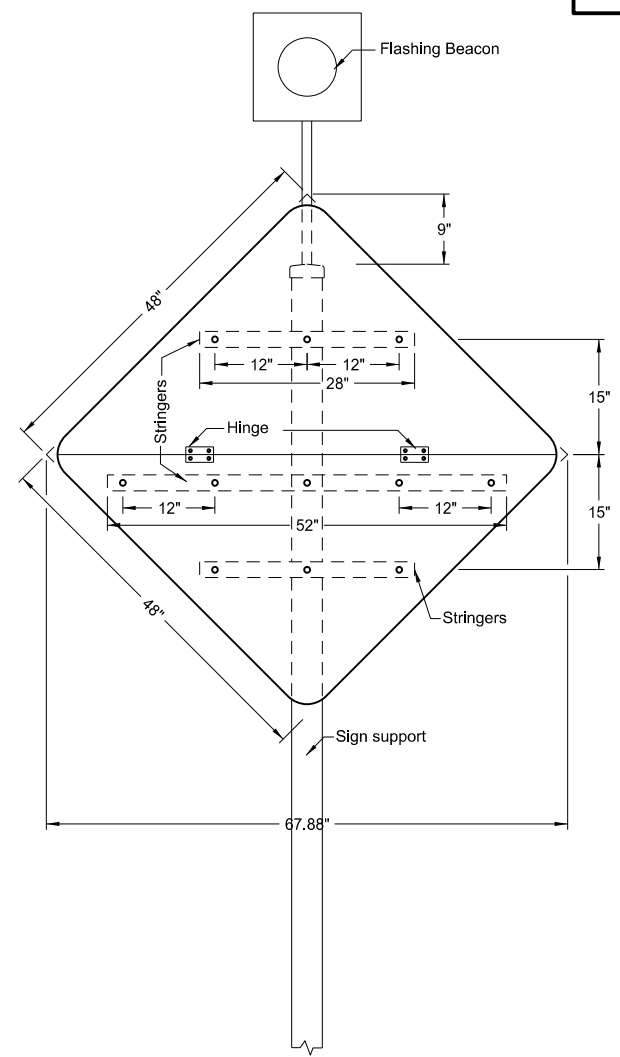 Flashing Beacon
9"
48"
12"
12"
28"
15"
Stringers
Hinge
12"
12"
52"
15"
48"
Stringers
Sign support
67.88"